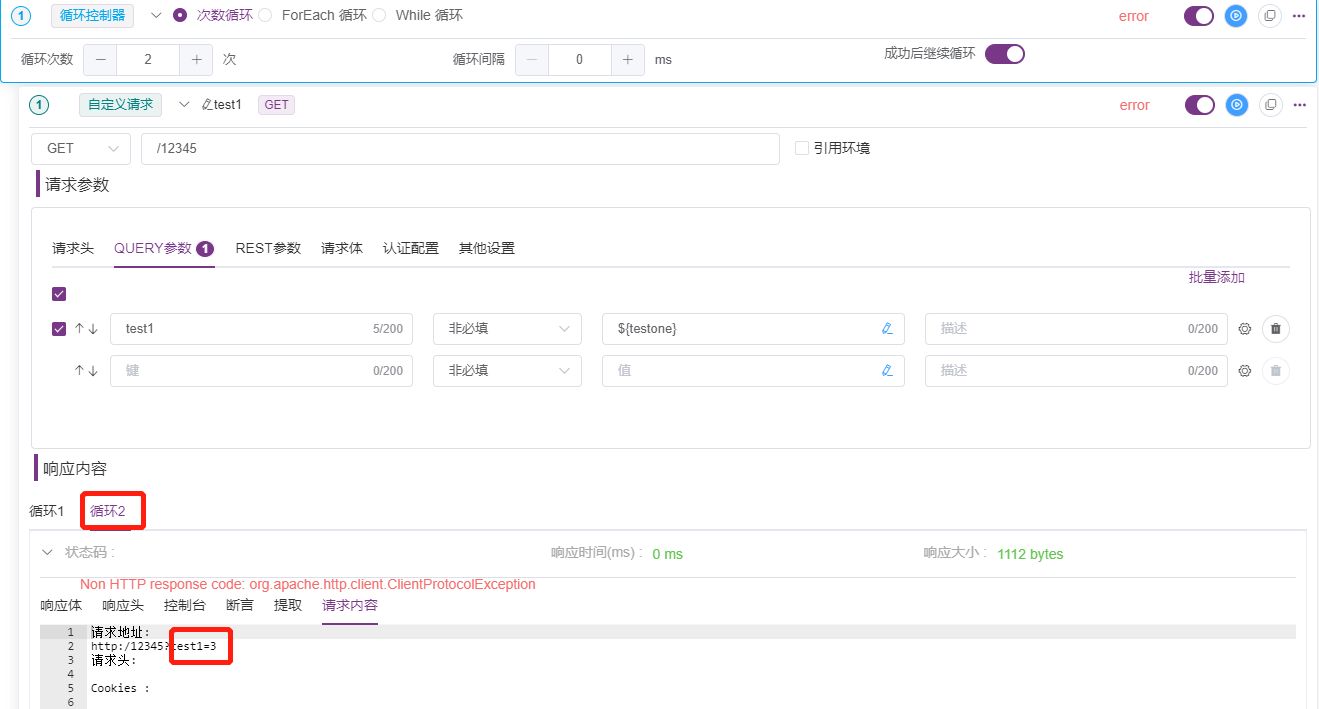 1 循环控制器 次数循环 ForEach 循环 While 循环 error
循环次数 − 2 + 次 循环间隔 − 0 + ms 成功后继续循环
1 自定义请求 test1 GET error
GET /12345 引用环境
请求参数
请求头 QUERY参数 1 REST参数 请求体 认证配置 其他设置
批量添加
test1 5/200 非必填 ${testone} 描述 0/200
键 0/200 非必填 值 描述 0/200
响应内容
循环1 循环2
状态码 : 响应时间(ms) : 0 ms 响应大小 : 1112 bytes
Non HTTP response code: org.apache.http.client.ClientProtocolException
响应体 响应头 控制台 断言 提取 请求内容
1 请求地址:
2 http:/12345?test1=3
3 请求头:
4
5 Cookies :
6